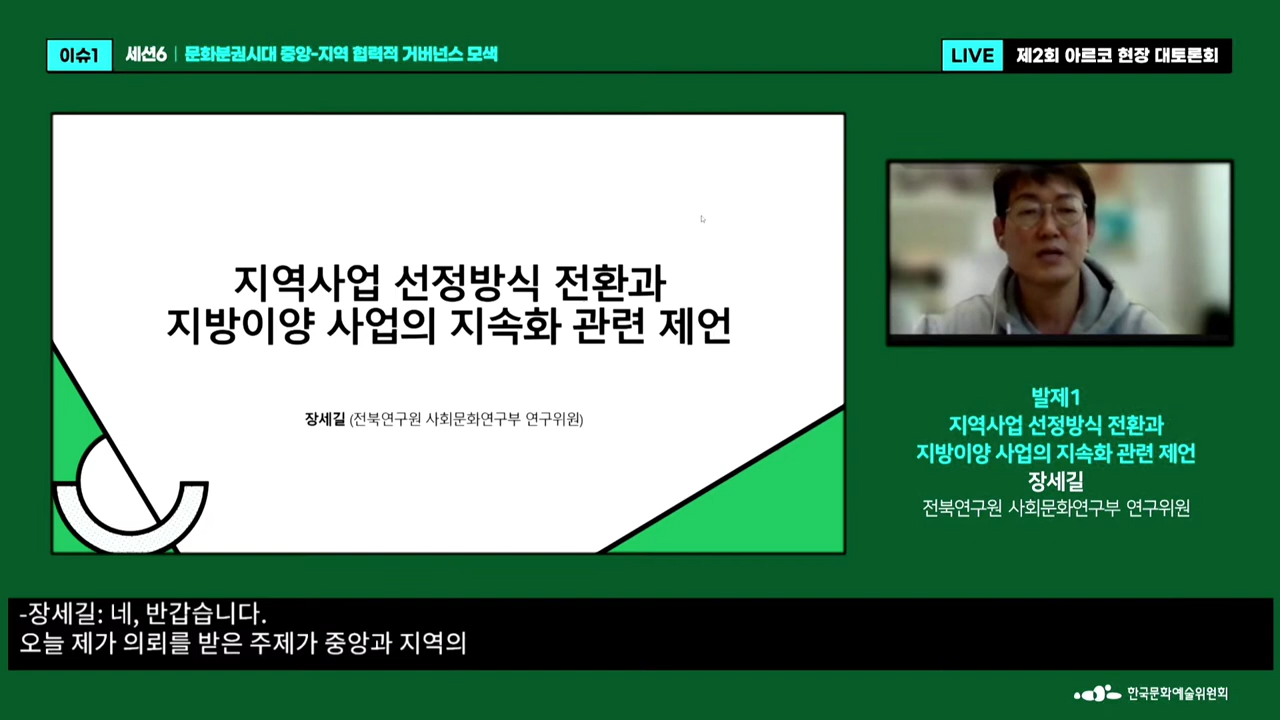 이슈1
세션6 | 문화분권시대 중앙-지역 협력적 거버넌스 모색
LIVE
제2회 아르코 현장 대토론회
지역사업 선정방식 전환과
지방이양 사업의 지속화 관련 제언
장세길 (전북연구원 사회문화연구부 연구위원)
발제1
지역사업 선정방식 전환과
지방이양 사업의 지속화 관련 제언
장세길
전북연구원 사회문화연구부 연구위원
-장세길: 네, 반갑습니다.
오늘 제가 의뢰를 받은 주제가 중앙과 지역의
한국문화예술위원회